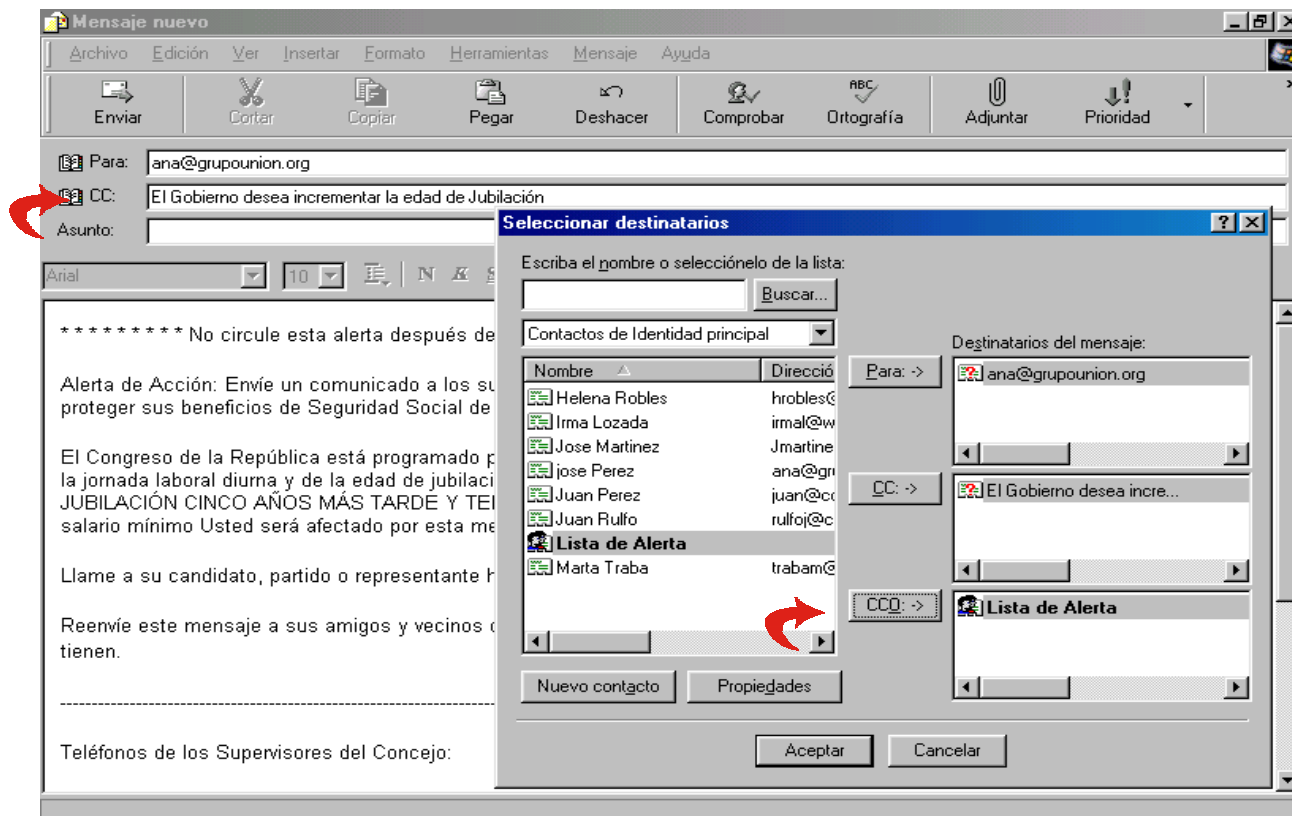 Mensaje nuevo
Archivo Edición Ver Insertar Formato Herramientas Mensaje Ayuda
Enviar Cortar Copiar Pegar Deshacer Comprobar Ortografía Adjuntar Prioridad
ABC
Para: ana@grupounion.org
CC: El Gobierno desea incrementar la edad de Jubilación
Asunto:
Arial 10 N K S
* * * * * * * * * No circule esta alerta después de
Alerta de Acción: Envíe un comunicado a los su
proteger sus beneficios de Seguridad Social de
El Congreso de la República está programado p
la jornada laboral diurna y de la edad de jubilaci
JUBILACIÓN CINCO AÑOS MÁS TARDE Y TE
salario mínimo Usted será afectado por esta me
Llame a su candidato, partido o representante h
Reenvíe este mensaje a sus amigos y vecinos
tienen.
Teléfonos de los Supervisores del Concejo:
Seleccionar destinatarios
Escriba el nombre o selecciónelo de la lista:
Buscar...
Contactos de Identidad principal
Nombre Direcció
Helena Robles hrobles@
Irma Lozada irmal@w
Jose Martinez Jmartine
jose Perez ana@gru
Juan Perez juan@co
Juan Rulfo rulfoj@c
Lista de Alerta
Marta Traba trabam@
Nuevo contacto Propiedades
Destinatarios del mensaje:
Para: ->
ana@grupounion.org
CC: ->
El Gobierno desea incre...
CCO: ->
Lista de Alerta
Aceptar Cancelar